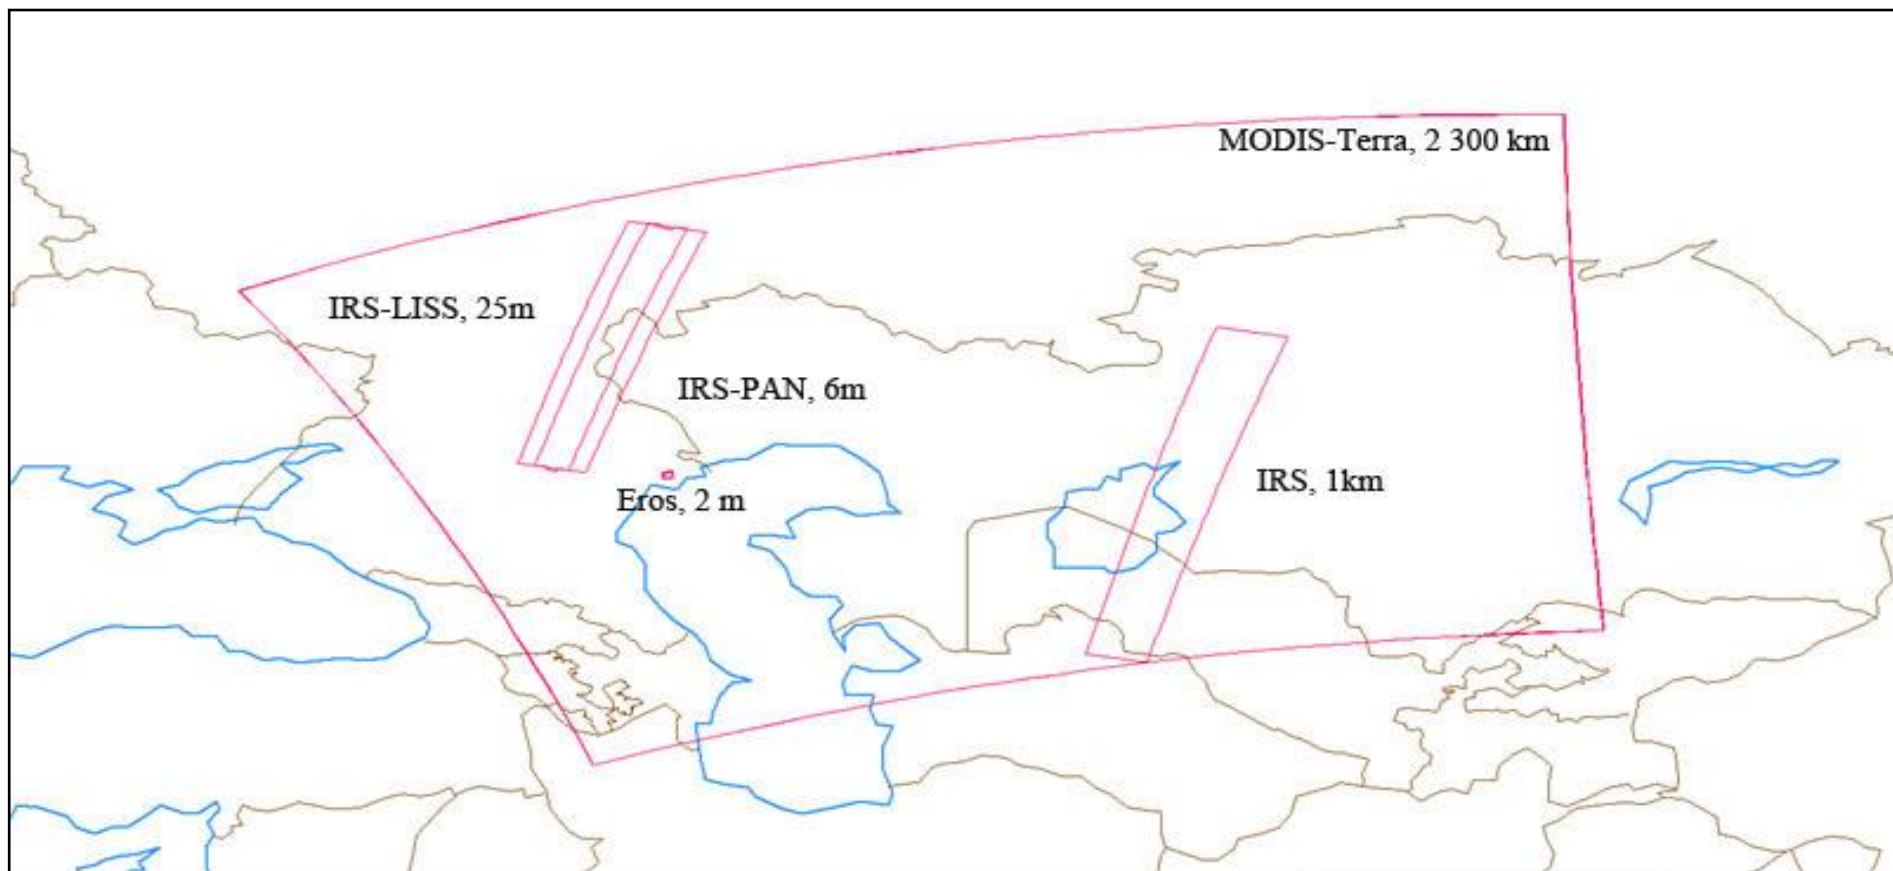 MODIS-Terra, 2 300 km
IRS-LISS, 25m
IRS-PAN, 6m
IRS, 1km
Eros, 2 m